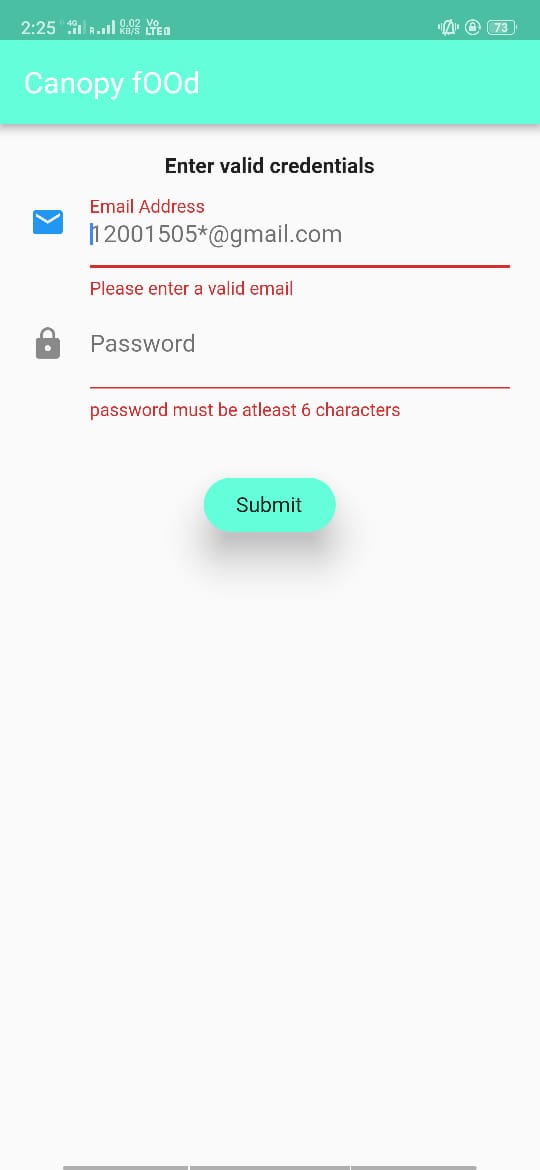 2:25 4G R 0.02 KB/S Vo LTE 73
Canopy fOOd
Enter valid credentials
Email Address
12001505*@gmail.com
Please enter a valid email
Password
password must be atleast 6 characters
Submit